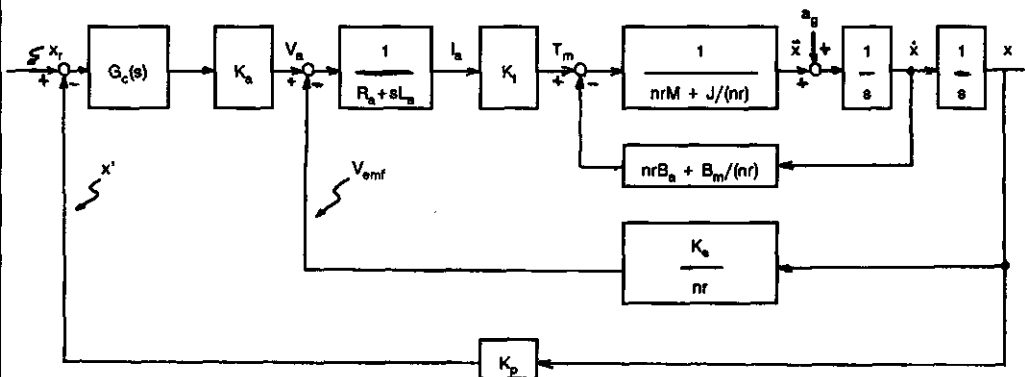 x_r
G_c(s)
K_a
V_a
1
R_a + sL_a
I_a
K_t
T_m
1
nrM + J/(nr)
ẍ
a_g
1
s
ẋ
1
s
x
nrB_a + B_m/(nr)
x'
V_emf
K_e
nr
K_p
+
-
+
-
+
-
+
+